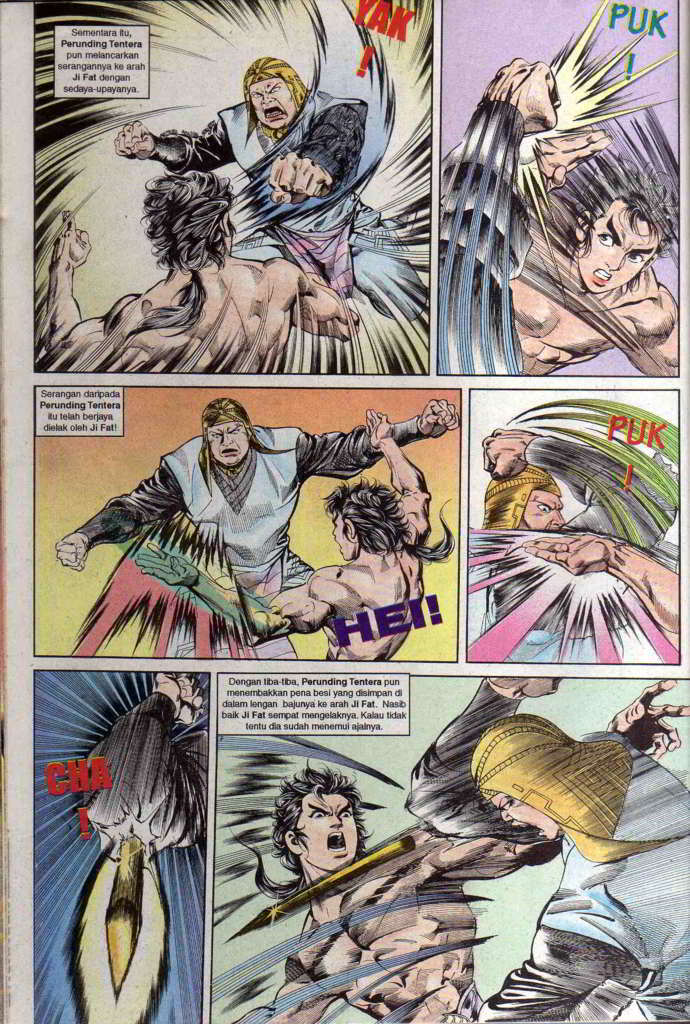 Sementara itu,
Perunding Tentera
pun melancarkan
serangannya ke arah
Ji Fat dengan
sedaya-upayanya.
YAK
!
PUK
!
Serangan daripada
Perunding Tentera
itu telah berjaya
dielak oleh Ji Fat!
HEI!
PUK
!
CHA
!
Dengan tiba-tiba, Perunding Tentera pun
menembakkan pena besi yang disimpan di
dalam lengan bajunya ke arah Ji Fat. Nasib
baik Ji Fat sempat mengelaknya. Kalau tidak
tentu dia sudah menemui ajalnya.